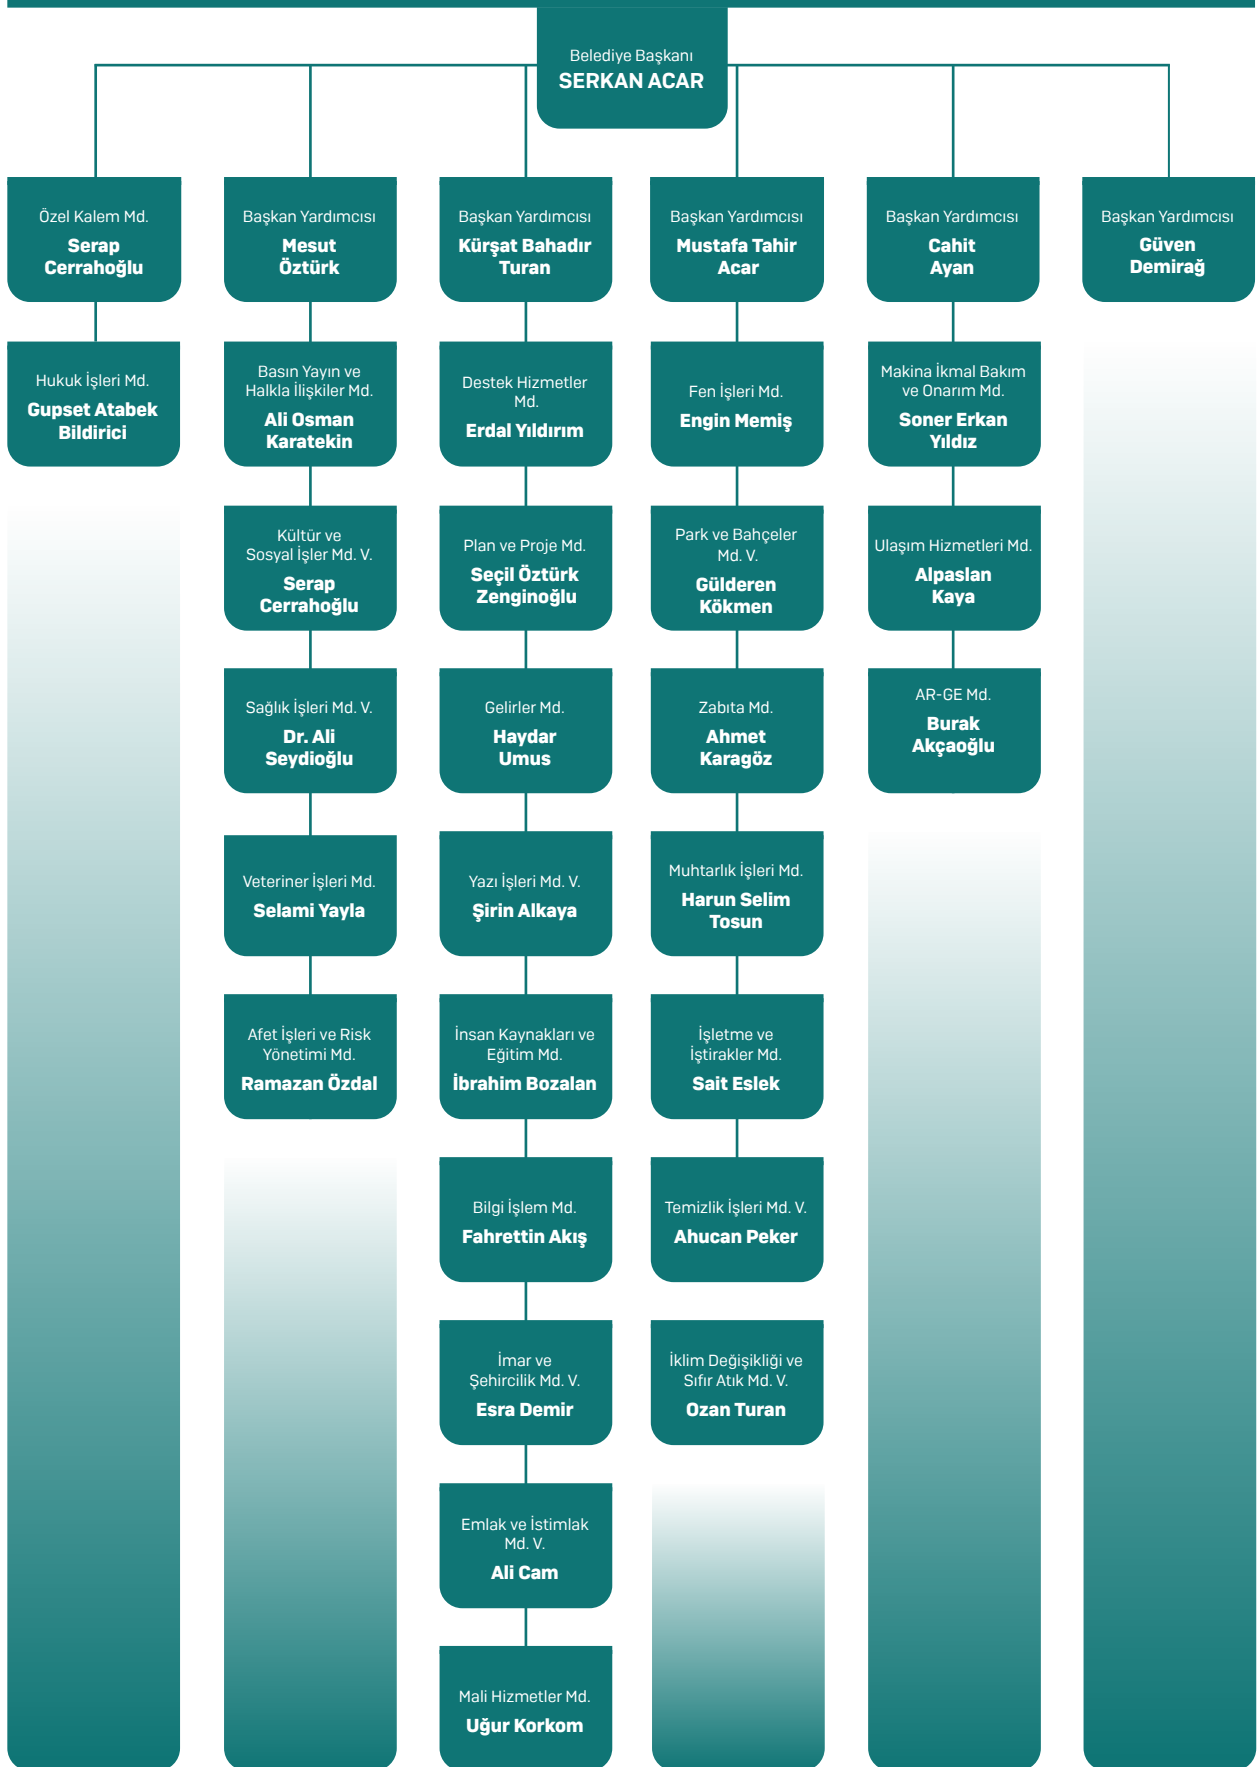 Belediye Başkanı
SERKAN ACAR
Özel Kalem Md.
Serap
Cerrahoğlu
Hukuk İşleri Md.
Gupset Atabek
Bildirici
Başkan Yardımcısı
Mesut
Öztürk
Basın Yayın ve
Halkla İlişkiler Md.
Ali Osman
Karatekin
Kültür ve
Sosyal İşler Md. V.
Serap
Cerrahoğlu
Sağlık İşleri Md. V.
Dr. Ali
Seydioğlu
Veteriner İşleri Md.
Selami Yayla
Afet İşleri ve Risk
Yönetimi Md.
Ramazan Özdal
Başkan Yardımcısı
Kürşat Bahadır
Turan
Destek Hizmetler
Md.
Erdal Yıldırım
Plan ve Proje Md.
Seçil Öztürk
Zenginoğlu
Gelirler Md.
Haydar
Umus
Yazı İşleri Md. V.
Şirin Alkaya
İnsan Kaynakları ve
Eğitim Md.
İbrahim Bozalan
Bilgi İşlem Md.
Fahrettin Akış
İmar ve
Şehircilik Md. V.
Esra Demir
Emlak ve İstimlak
Md. V.
Ali Cam
Mali Hizmetler Md.
Uğur Korkom
Başkan Yardımcısı
Mustafa Tahir
Acar
Fen İşleri Md.
Engin Memiş
Park ve Bahçeler
Md. V.
Gülderen
Kökmen
Zabıta Md.
Ahmet
Karagöz
Muhtarlık İşleri Md.
Harun Selim
Tosun
İşletme ve
İştirakler Md.
Sait Eslek
Temizlik İşleri Md. V.
Ahucan Peker
İklim Değişikliği ve
Sıfır Atık Md. V.
Ozan Turan
Başkan Yardımcısı
Cahit
Ayan
Makina İkmal Bakım
ve Onarım Md.
Soner Erkan
Yıldız
Ulaşım Hizmetleri Md.
Alpaslan
Kaya
AR-GE Md.
Burak
Akçaoğlu
Başkan Yardımcısı
Güven
Demirağ